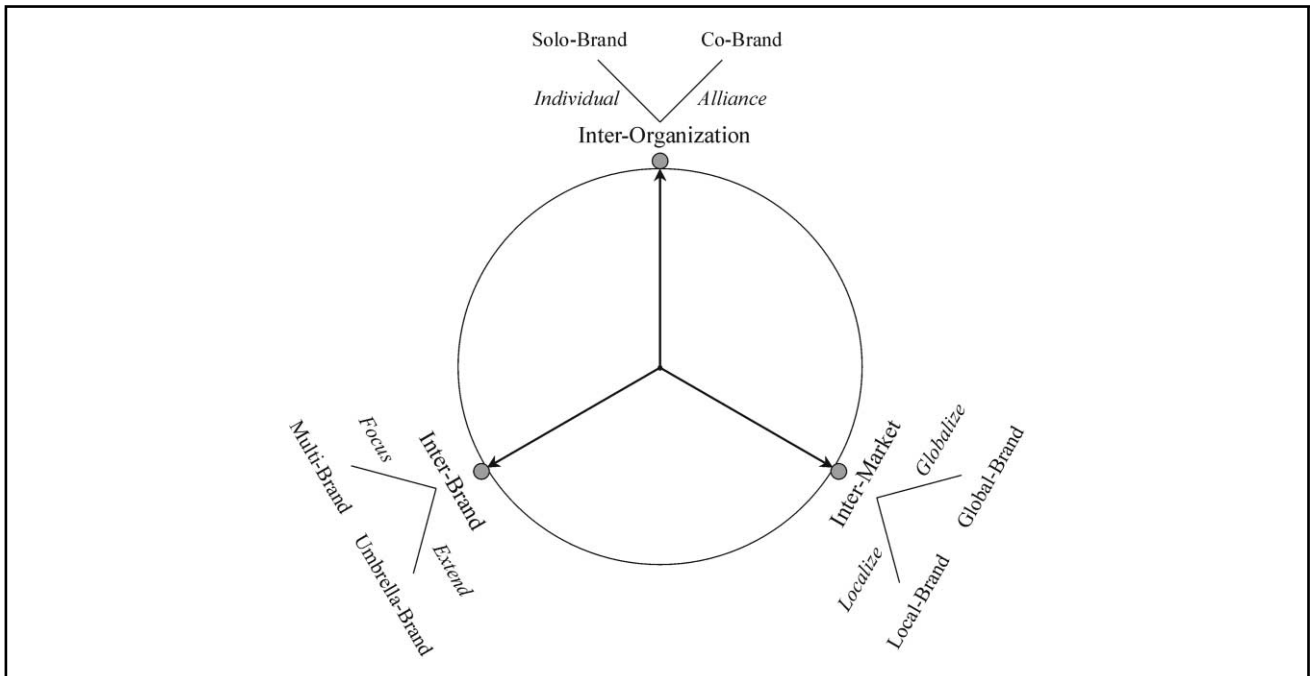 Solo-Brand
Co-Brand
Individual
Alliance
Inter-Organization
Multi-Brand
Focus
Inter-Brand
Umbrella-Brand
Extend
Inter-Market
Globalize
Global-Brand
Localize
Local-Brand